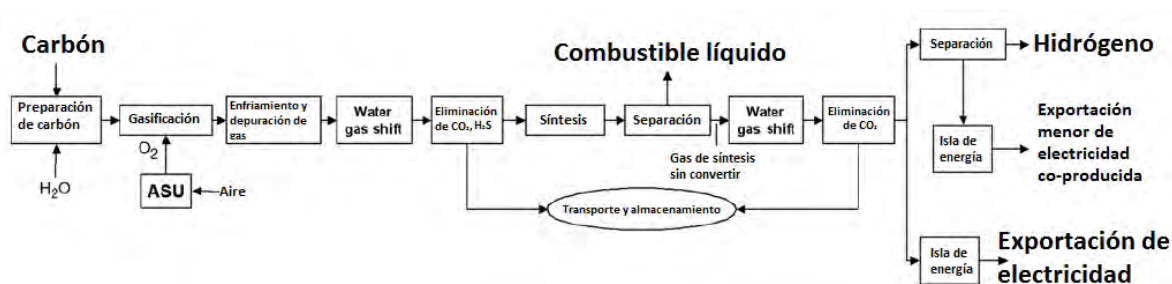 Carbón
Preparación
de carbón
H₂O
Gasificación
O₂
ASU
Aire
Enfriamiento y
depuración de
gas
Water
gas shift
Eliminación
de CO₂, H₂S
Síntesis
Combustible líquido
Separación
Gas de síntesis
sin convertir
Water
gas shift
Eliminación
de CO₂
Transporte y almacenamiento
Separación
Hidrógeno
Isla de
energía
Exportación
menor de
electricidad
co-producida
Isla de
energía
Exportación de
electricidad